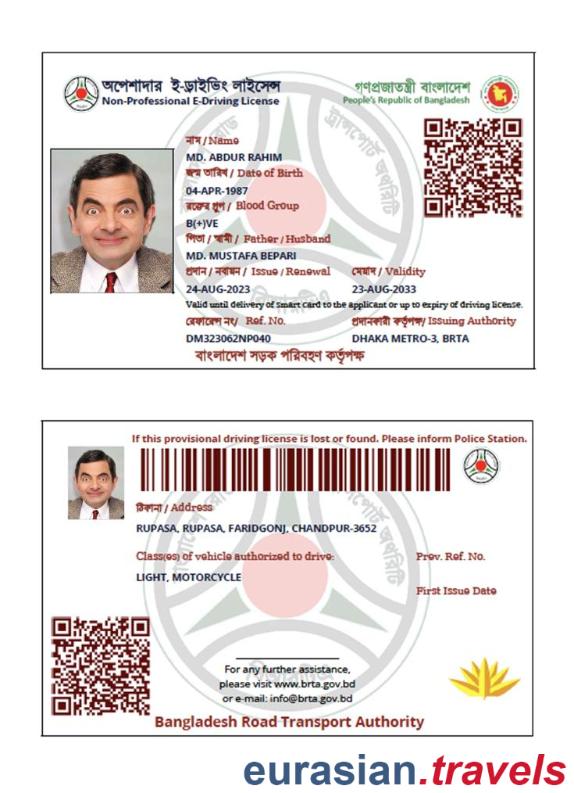 অপেশাদার ই-ড্রাইভিং লাইসেন্স
Non-Professional E-Driving License
গণপ্রজাতন্ত্রী বাংলাদেশ
People's Republic of Bangladesh
নাম / Name
MD. ABDUR RAHIM
জন্ম তারিখ / Date of Birth
04-APR-1987
রক্তের গ্রুপ / Blood Group
B(+)VE
পিতা / স্বামী / Father/Husband
MD. MUSTAFA BEPARI
প্রদান / নবায়ন / Issue/Renewal মেয়াদ / Validity
24-AUG-2023 23-AUG-2033
Valid until delivery of smart card to the applicant or up to expiry of driving license.
রেফারেন্স নং/ Ref. No. প্রদানকারী কর্তৃপক্ষ/ Issuing Authority
DM323062NP040 DHAKA METRO-3, BRTA
বাংলাদেশ সড়ক পরিবহণ কর্তৃপক্ষ
If this provisional driving license is lost or found. Please inform Police Station.
ঠিকানা / Address
RUPASA, RUPASA, FARIDGONJ, CHANDPUR-3652
Class(es) of vehicle authorized to drive: Prev. Ref. No.
LIGHT, MOTORCYCLE
First Issue Date
For any further assistance,
please visit www.brta.gov.bd
or e-mail: info@brta.gov.bd
Bangladesh Road Transport Authority
eurasian.travels